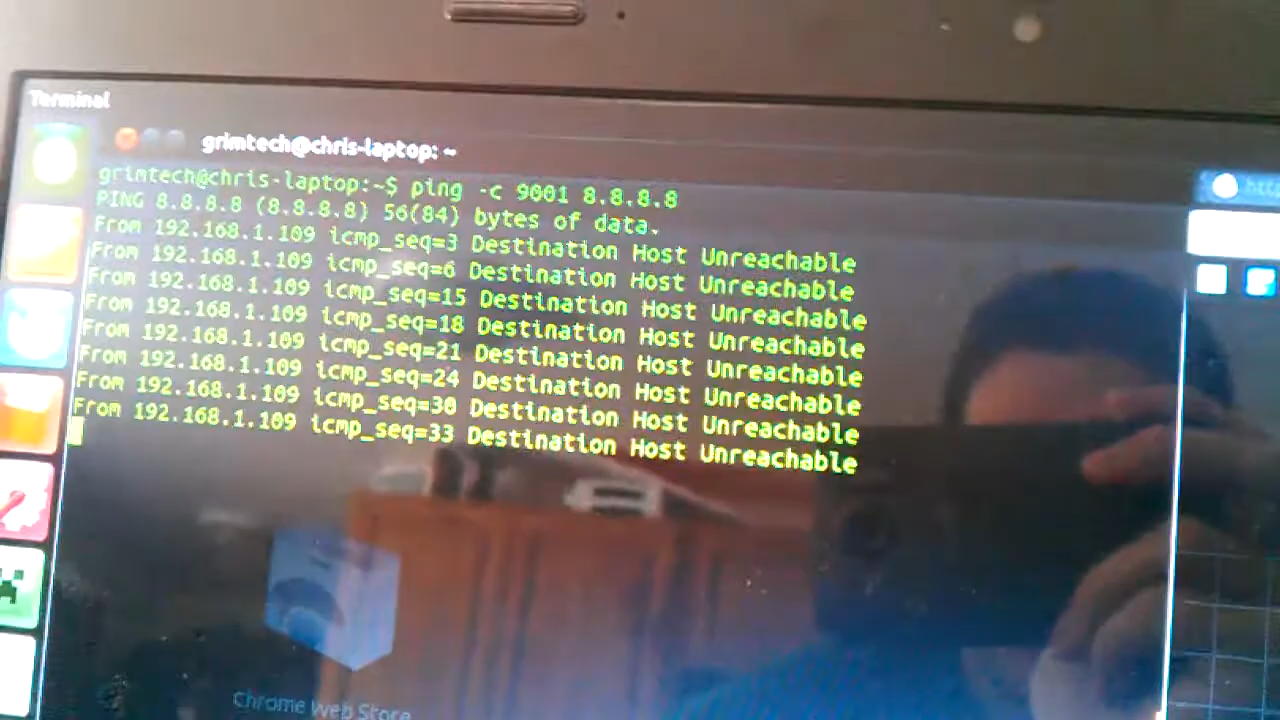 Terminal
grimtech@chris-laptop: ~
grimtech@chris-laptop:~$ ping -c 9001 8.8.8.8
PING 8.8.8.8 (8.8.8.8) 56(84) bytes of data.
From 192.168.1.109 icmp_seq=3 Destination Host Unreachable
From 192.168.1.109 icmp_seq=6 Destination Host Unreachable
From 192.168.1.109 icmp_seq=15 Destination Host Unreachable
From 192.168.1.109 icmp_seq=18 Destination Host Unreachable
From 192.168.1.109 icmp_seq=21 Destination Host Unreachable
From 192.168.1.109 icmp_seq=24 Destination Host Unreachable
From 192.168.1.109 icmp_seq=30 Destination Host Unreachable
From 192.168.1.109 icmp_seq=33 Destination Host Unreachable
Chrome Web Store